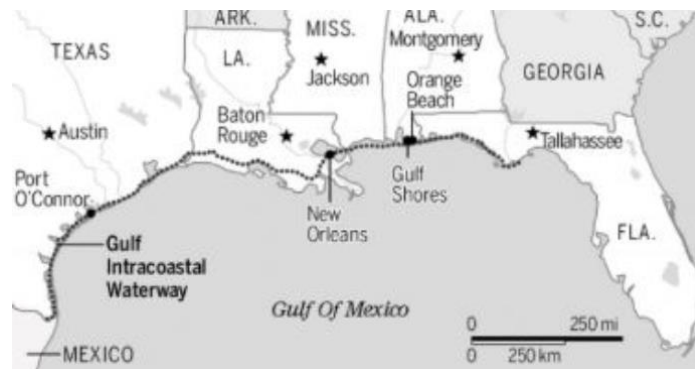 ARK.
MISS.
ALA.
S.C.
TEXAS
LA.
Montgomery
Jackson
Orange
Beach
GEORGIA
Baton
Rouge
Austin
Tallahassee
Port
O'Connor
Gulf
Shores
New
Orleans
FLA.
Gulf
Intracoastal
Waterway
Gulf Of Mexico
0 250 mi
0 250 km
MEXICO